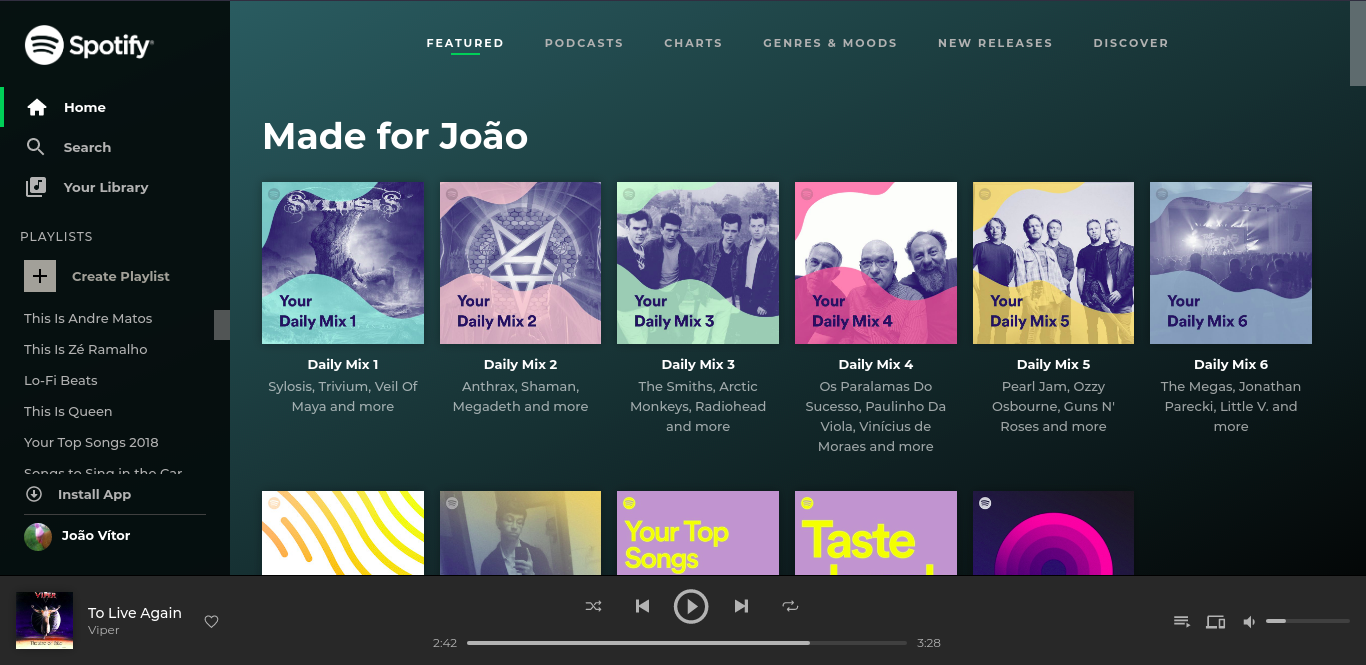 Spotify
Home
Search
Your Library
PLAYLISTS
Create Playlist
This Is Andre Matos
This Is Zé Ramalho
Lo-Fi Beats
This Is Queen
Your Top Songs 2018
Songs to Sing in the Car
Install App
João Vítor
FEATURED PODCASTS CHARTS GENRES & MOODS NEW RELEASES DISCOVER
Made for João
SYLOSIS
Your
Daily Mix 1
Your
Daily Mix 2
Your
Daily Mix 3
Your
Daily Mix 4
Your
Daily Mix 5
Your
Daily Mix 6
Daily Mix 1
Sylosis, Trivium, Veil Of
Maya and more
Daily Mix 2
Anthrax, Shaman,
Megadeth and more
Daily Mix 3
The Smiths, Arctic
Monkeys, Radiohead
and more
Daily Mix 4
Os Paralamas Do
Sucesso, Paulinho Da
Viola, Vinícius de
Moraes and more
Daily Mix 5
Pearl Jam, Ozzy
Osbourne, Guns N'
Roses and more
Daily Mix 6
The Megas, Jonathan
Parecki, Little V. and
more
Your Top
Songs
Taste
VIPER
To Live Again
Viper
2:42
3:28